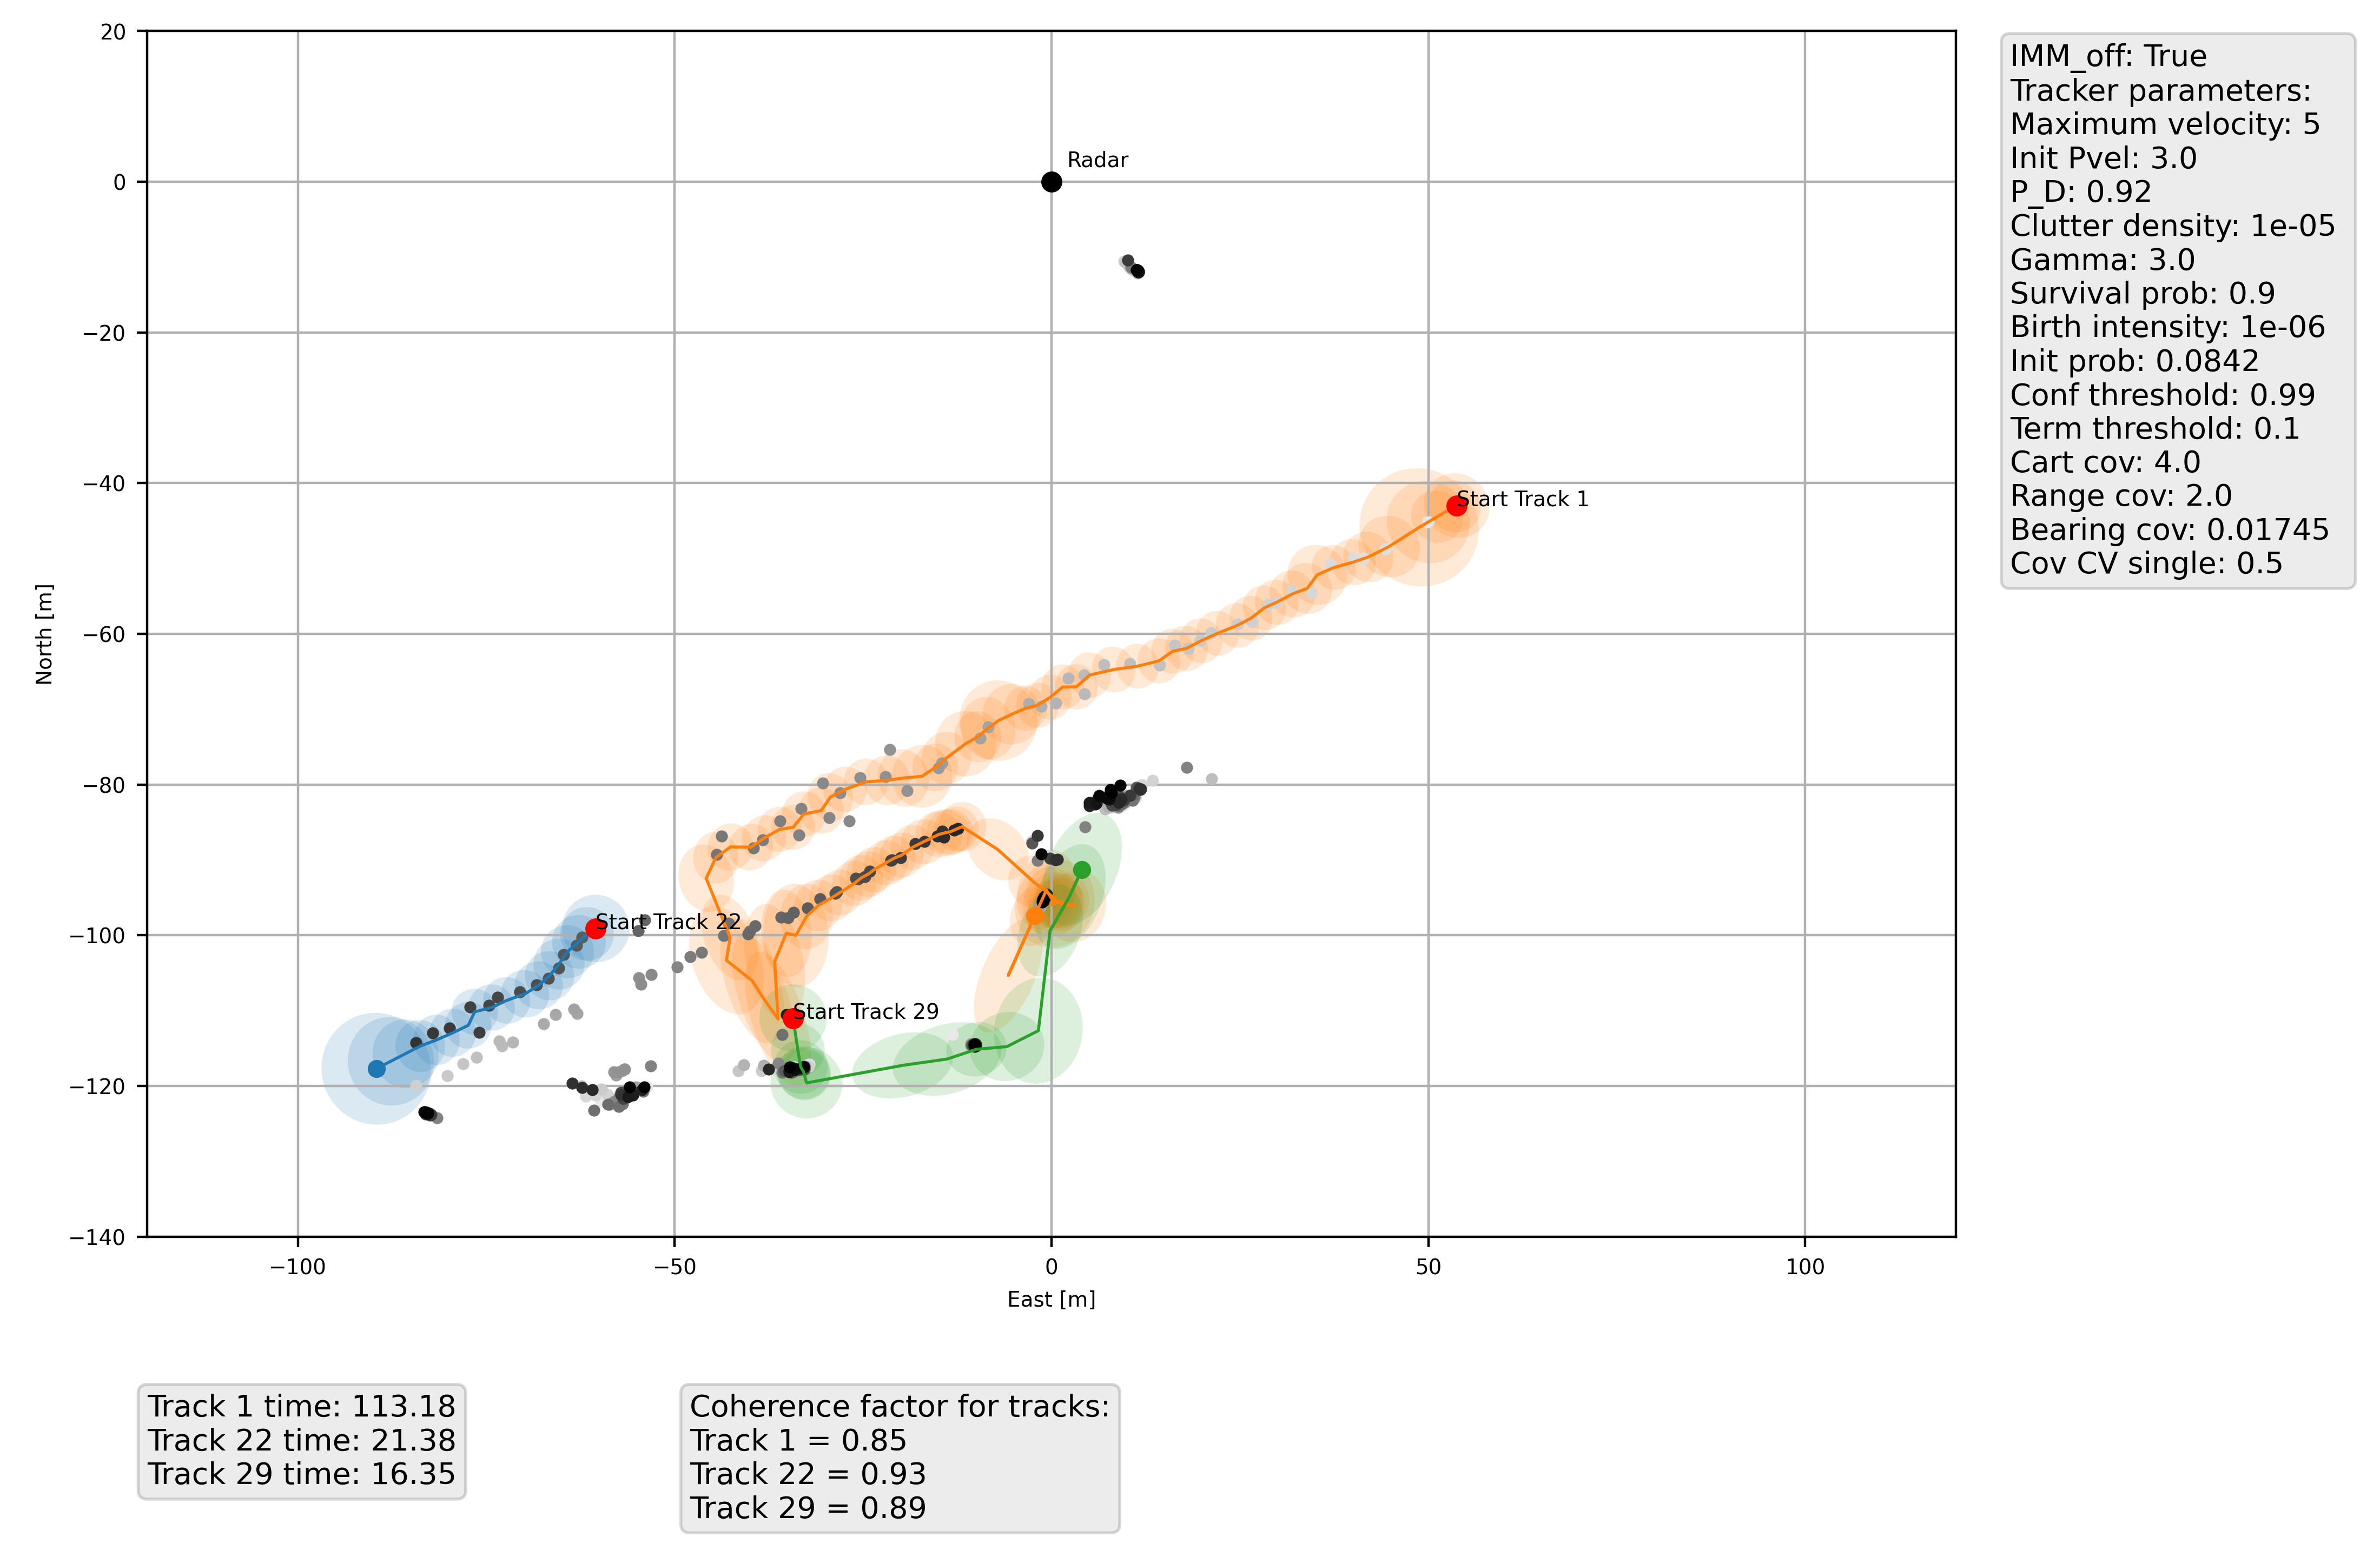 20
0
−20
−40
−60
−80
−100
−120
−140
North [m]
−100
−50
0
50
100
East [m]
Radar
Start Track 1
Start Track 22
Start Track 29
IMM_off: True
Tracker parameters:
Maximum velocity: 5
Init Pvel: 3.0
P_D: 0.92
Clutter density: 1e-05
Gamma: 3.0
Survival prob: 0.9
Birth intensity: 1e-06
Init prob: 0.0842
Conf threshold: 0.99
Term threshold: 0.1
Cart cov: 4.0
Range cov: 2.0
Bearing cov: 0.01745
Cov CV single: 0.5
Track 1 time: 113.18
Track 22 time: 21.38
Track 29 time: 16.35
Coherence factor for tracks:
Track 1 = 0.85
Track 22 = 0.93
Track 29 = 0.89